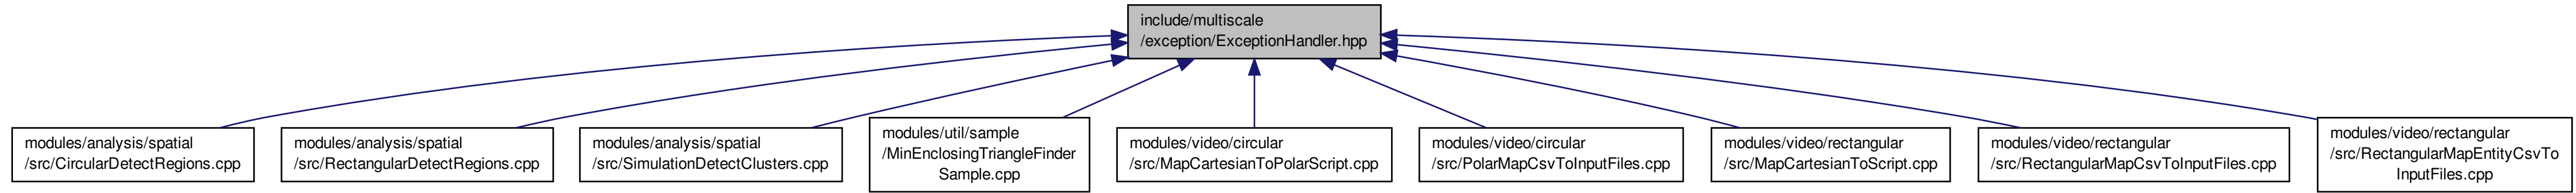 include/multiscale
/exception/ExceptionHandler.hpp
modules/analysis/spatial
/src/CircularDetectRegions.cpp
modules/analysis/spatial
/src/RectangularDetectRegions.cpp
modules/analysis/spatial
/src/SimulationDetectClusters.cpp
modules/util/sample
/MinEnclosingTriangleFinder
Sample.cpp
modules/video/circular
/src/MapCartesianToPolarScript.cpp
modules/video/circular
/src/PolarMapCsvToInputFiles.cpp
modules/video/rectangular
/src/MapCartesianToScript.cpp
modules/video/rectangular
/src/RectangularMapCsvToInputFiles.cpp
modules/video/rectangular
/src/RectangularMapEntityCsvTo
InputFiles.cpp